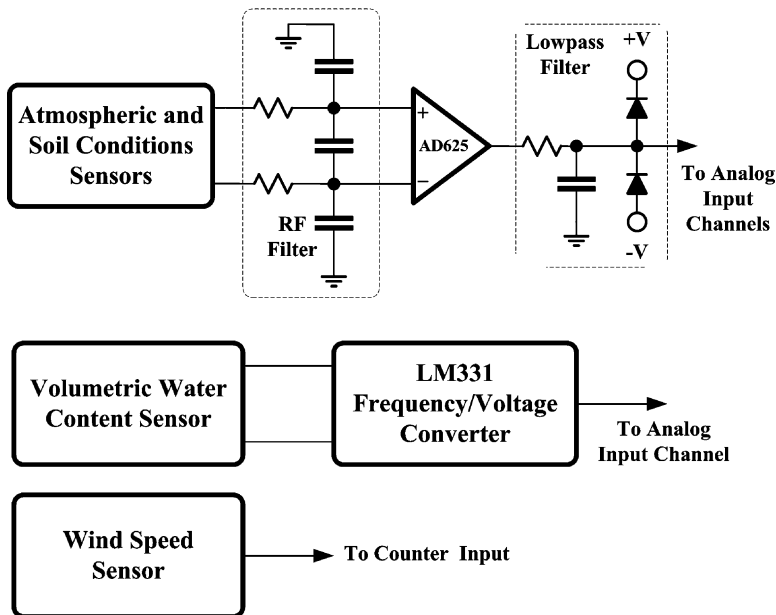 Atmospheric and
Soil Conditions
Sensors
RF
Filter
+
AD625
−
Lowpass
Filter
+V
-V
To Analog
Input
Channels
Volumetric Water
Content Sensor
LM331
Frequency/Voltage
Converter
To Analog
Input Channel
Wind Speed
Sensor
To Counter Input